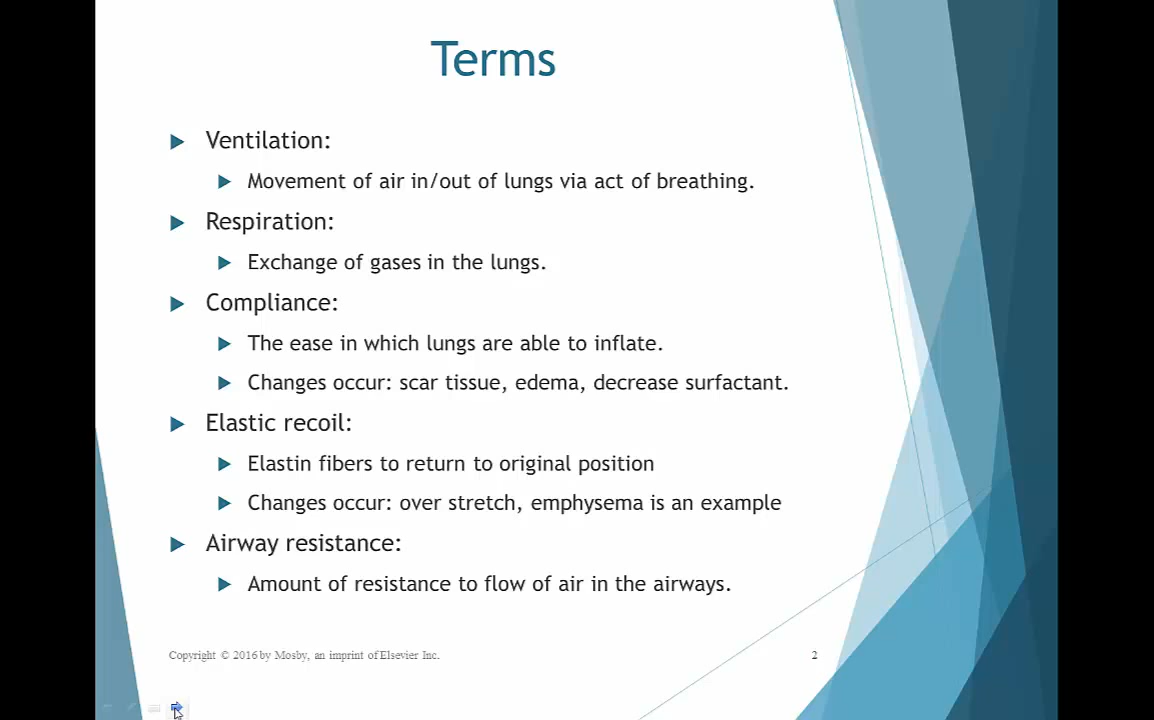 Terms
Ventilation:
Movement of air in/out of lungs via act of breathing.
Respiration:
Exchange of gases in the lungs.
Compliance:
The ease in which lungs are able to inflate.
Changes occur: scar tissue, edema, decrease surfactant.
Elastic recoil:
Elastin fibers to return to original position
Changes occur: over stretch, emphysema is an example
Airway resistance:
Amount of resistance to flow of air in the airways.
Copyright © 2016 by Mosby, an imprint of Elsevier Inc.
2